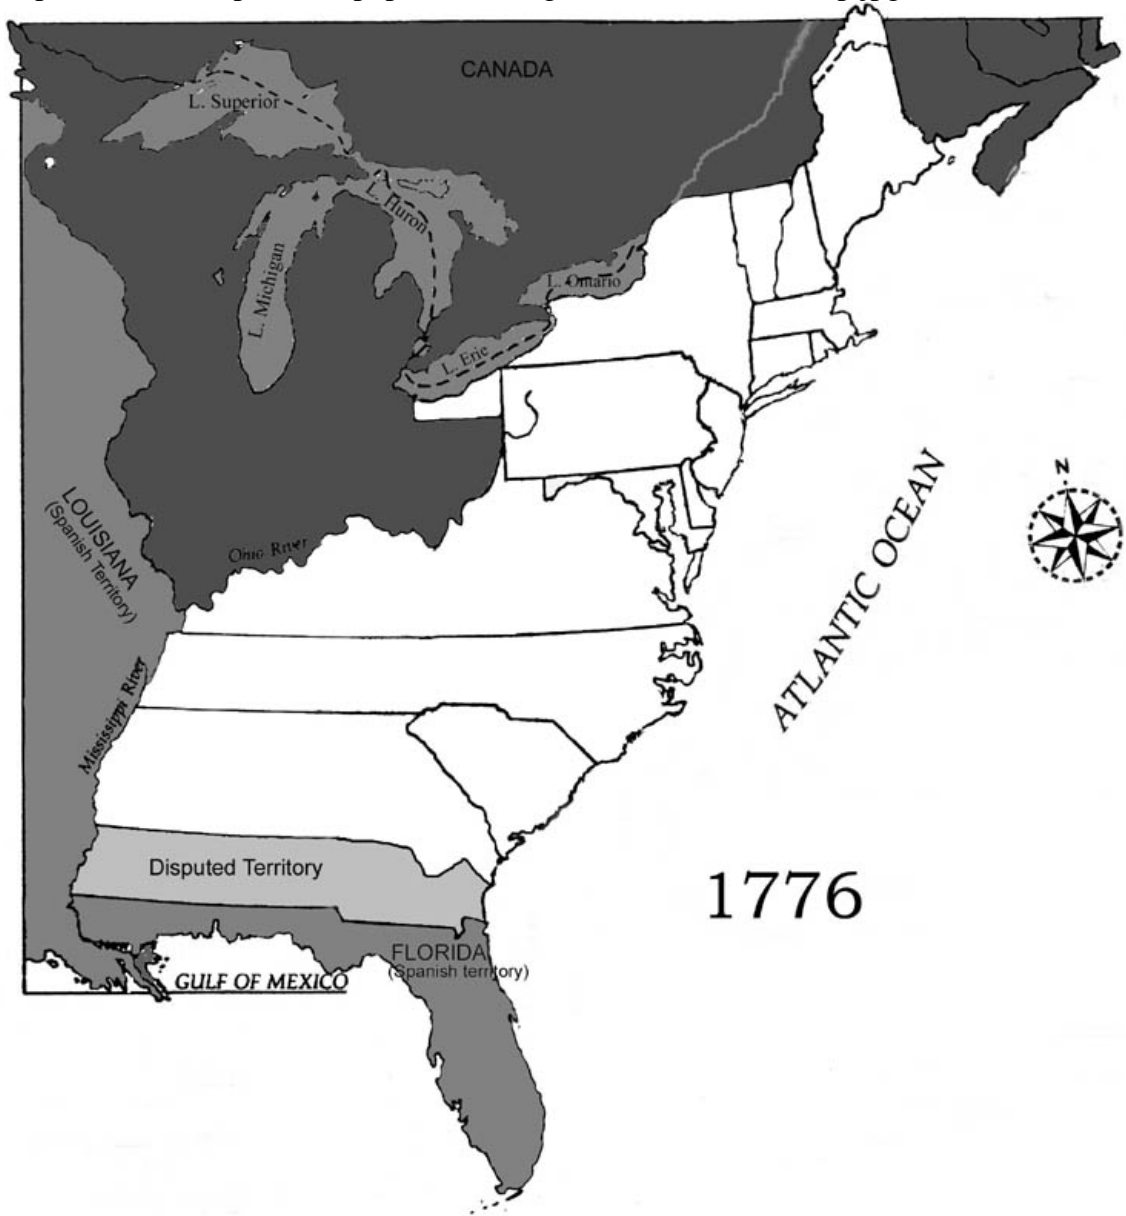 CANADA
L. Superior
L. Huron
L. Michigan
L. Ontario
L. Erie
N
LOUISIANA
(Spanish Territory)
Ohio River
ATLANTIC OCEAN
Mississippi River
Disputed Territory
1776
FLORIDA
(Spanish territory)
GULF OF MEXICO